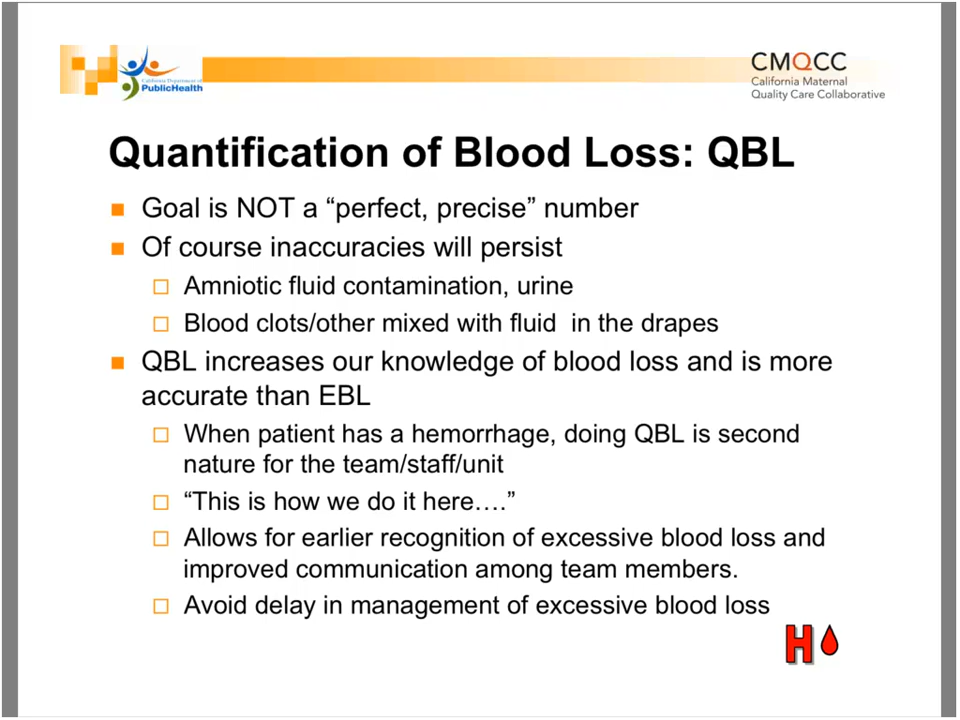 California Department of
PublicHealth
CMQCC
California Maternal
Quality Care Collaborative
Quantification of Blood Loss: QBL
Goal is NOT a “perfect, precise” number
Of course inaccuracies will persist
Amniotic fluid contamination, urine
Blood clots/other mixed with fluid in the drapes
QBL increases our knowledge of blood loss and is more
accurate than EBL
When patient has a hemorrhage, doing QBL is second
nature for the team/staff/unit
“This is how we do it here….”
Allows for earlier recognition of excessive blood loss and
improved communication among team members.
Avoid delay in management of excessive blood loss
H